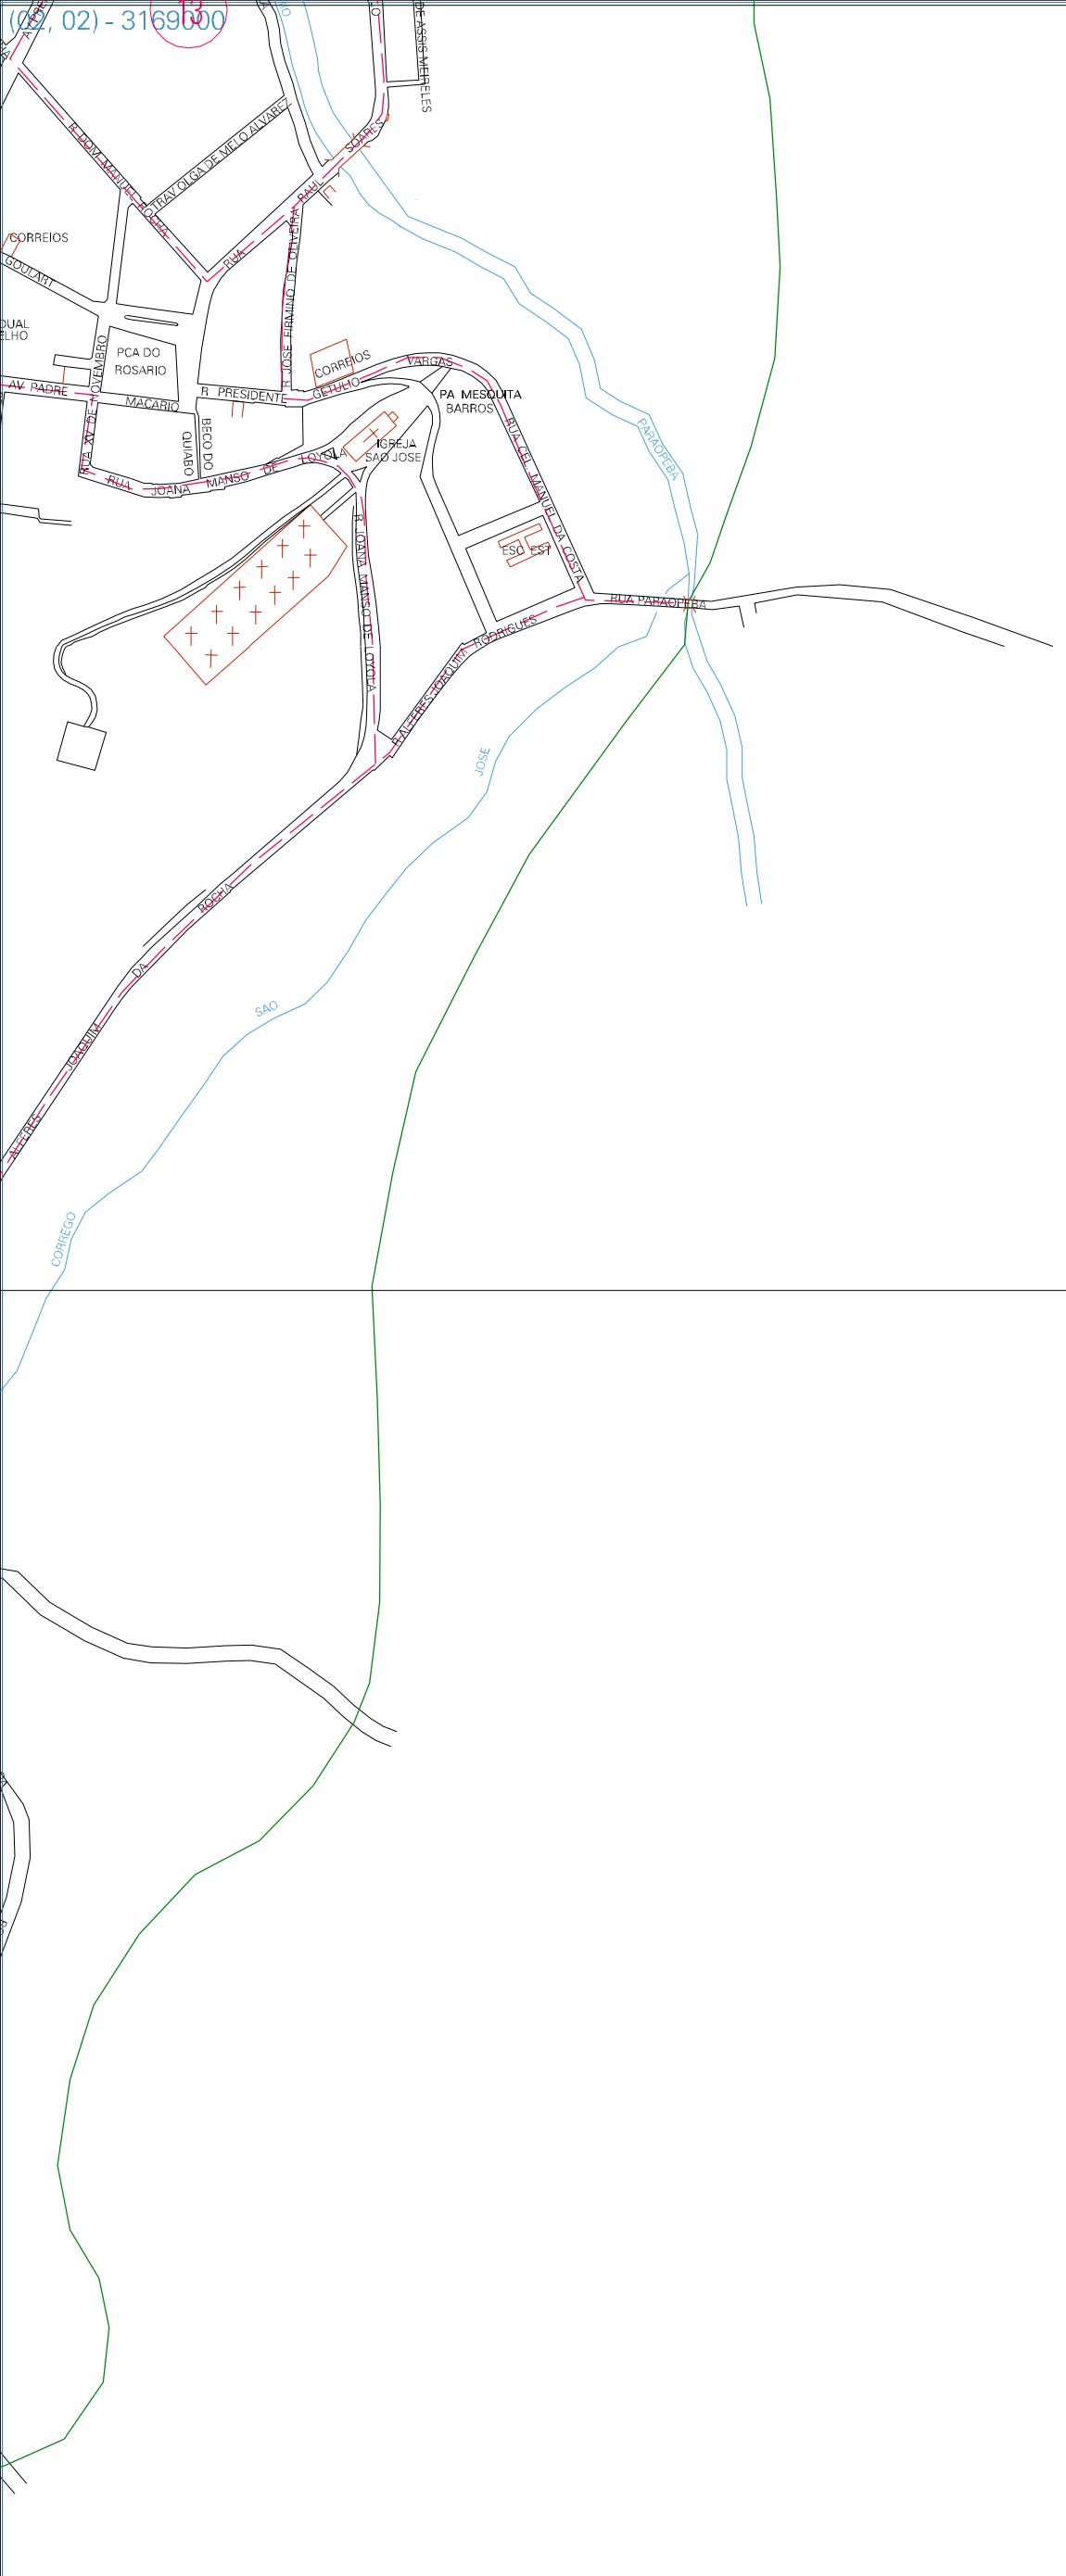 (02, 02) - 3169000
13
DE ASSIS MEIRELES
R DOM MANUEL ROCHA
TRAV OLGA DE MELO ALVAREZ
RUA RAUL SOARES
CORREIOS
GOULART
R JOSE FIRMINO DE OLIVEIRA
PCA DO
ROSARIO
RUA XV DE NOVEMBRO
AV PADRE MACARIO
R PRESIDENTE GETULIO VARGAS
CORREIOS
BECO DO
QUIABO
PA MESQUITA
BARROS
IGREJA
SAO JOSE
RUA JOANA MANSO DE LOYOLA
R JOANA MANSO DE LOYOLA
RUA CEL MANUEL DA COSTA
ESC EST
PARAOPEBA
RUA PARAOPEBA
R ALFERES JOAQUIM RODRIGUES
ALFERES JOAQUIM DA ROCHA
CORREGO SAO JOSE